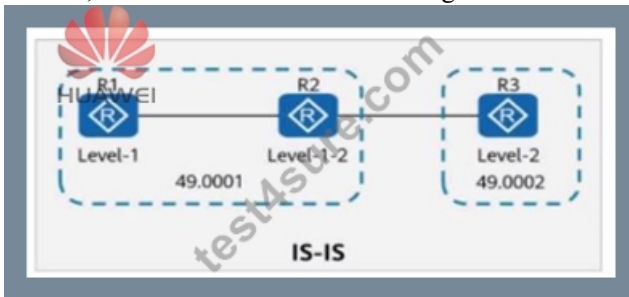 R1 R2 R3
HUAWEI
Level-1 Level-1-2 Level-2
49.0001 49.0002
IS-IS
test4sure.com